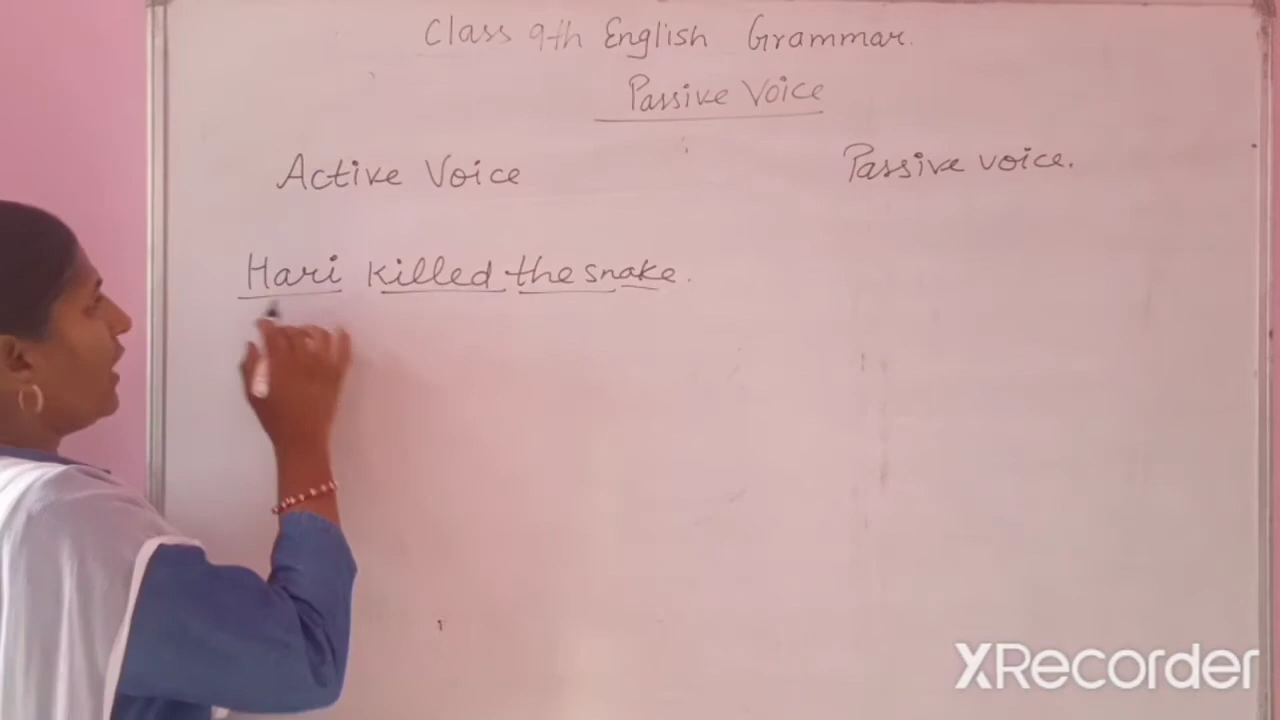 Class 9th English Grammar.
Passive Voice
Active Voice
Passive voice.
Hari killed the snake.
XRecorder